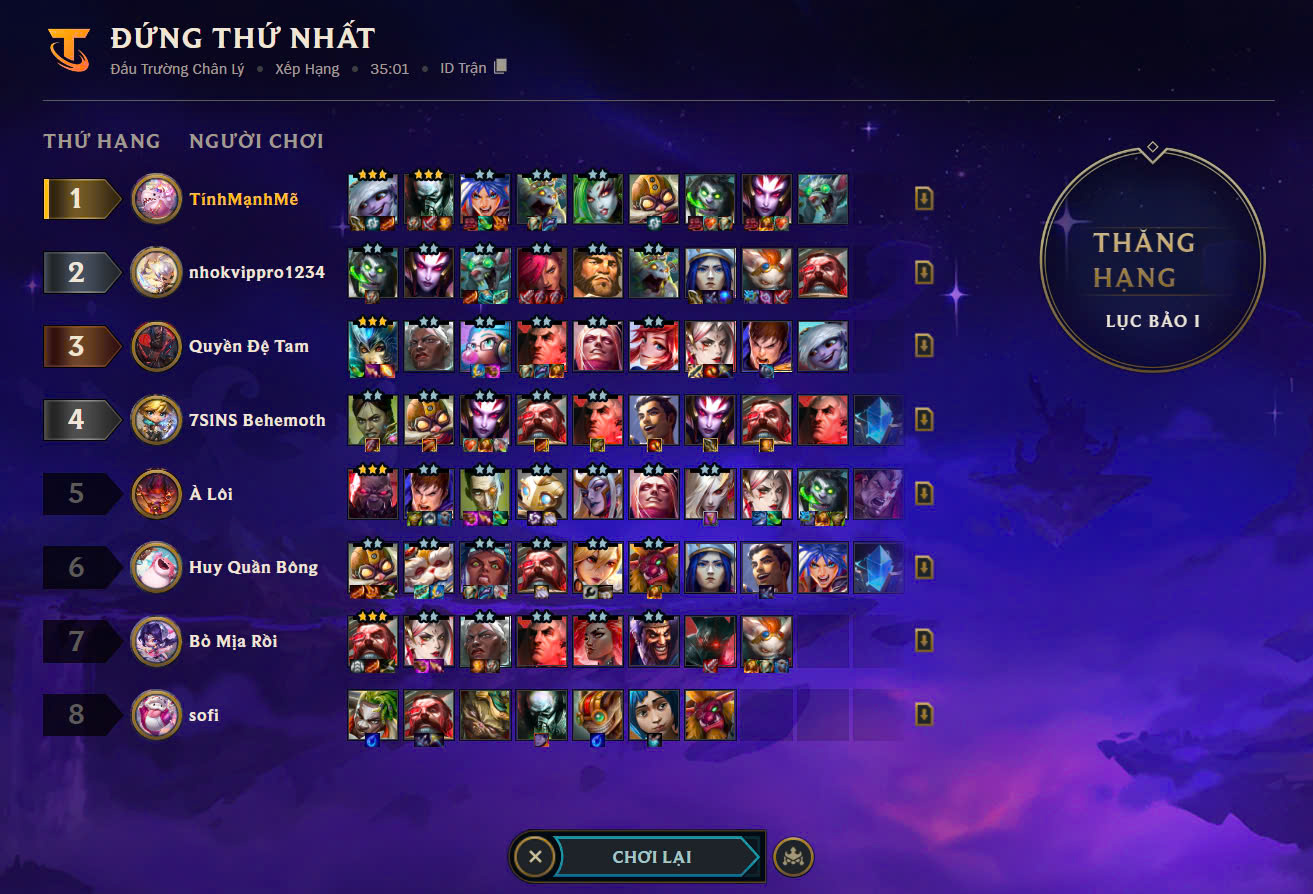 ĐỨNG THỨ NHẤT
Đấu Trường Chân Lý • Xếp Hạng • 35:01 • ID Trận
THỨ HẠNG NGƯỜI CHƠI
1 TínhMạnhMẽ
2 nhokvippro1234
3 Quyền Đệ Tam
4 7SINS Behemoth
5 À Lôi
6 Huy Quần Bông
7 Bỏ Mịa Rồi
8 sofi
THĂNG
HẠNG
LỤC BẢO I
CHƠI LẠI